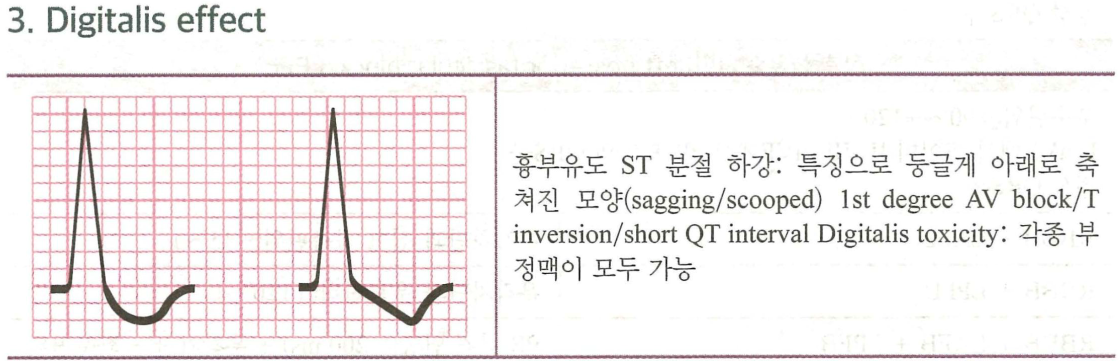 3. Digitalis effect
흉부유도 ST 분절 하강: 특징으로 둥글게 아래로 축
쳐진 모양(sagging/scooped) 1st degree AV block/T
inversion/short QT interval Digitalis toxicity: 각종 부
정맥이 모두 가능